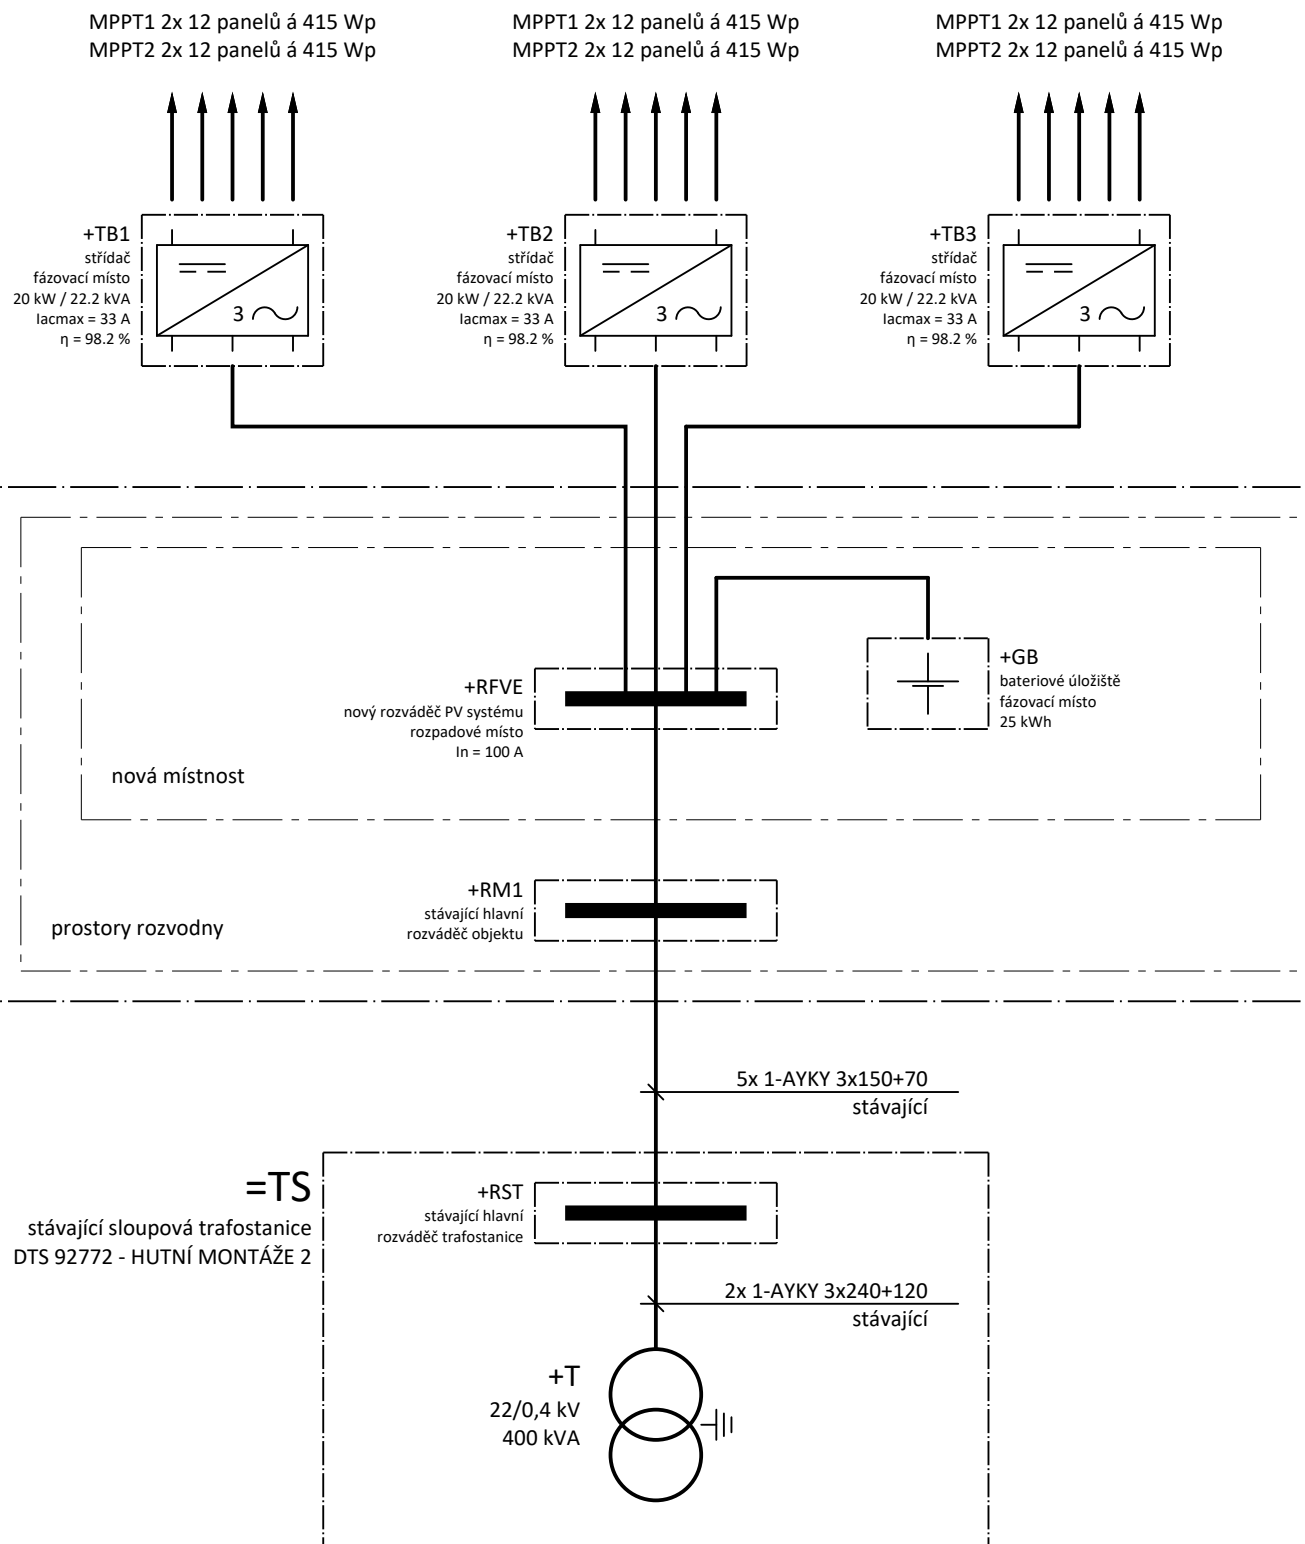 MPPT1 2x 12 panelů á 415 Wp
MPPT2 2x 12 panelů á 415 Wp
MPPT1 2x 12 panelů á 415 Wp
MPPT2 2x 12 panelů á 415 Wp
MPPT1 2x 12 panelů á 415 Wp
MPPT2 2x 12 panelů á 415 Wp
+TB1
střídač
fázovací místo
20 kW / 22.2 kVA
Iacmax = 33 A
η = 98.2 %
3
+TB2
střídač
fázovací místo
20 kW / 22.2 kVA
Iacmax = 33 A
η = 98.2 %
3
+TB3
střídač
fázovací místo
20 kW / 22.2 kVA
Iacmax = 33 A
η = 98.2 %
3
+RFVE
nový rozváděč PV systému
rozpadové místo
In = 100 A
+GB
bateriové úložiště
fázovací místo
25 kWh
nová místnost
+RM1
stávající hlavní
rozváděč objektu
prostory rozvodny
5x 1-AYKY 3x150+70
stávající
=TS
stávající sloupová trafostanice
DTS 92772 - HUTNÍ MONTÁŽE 2
+RST
stávající hlavní
rozváděč trafostanice
2x 1-AYKY 3x240+120
stávající
+T
22/0,4 kV
400 kVA